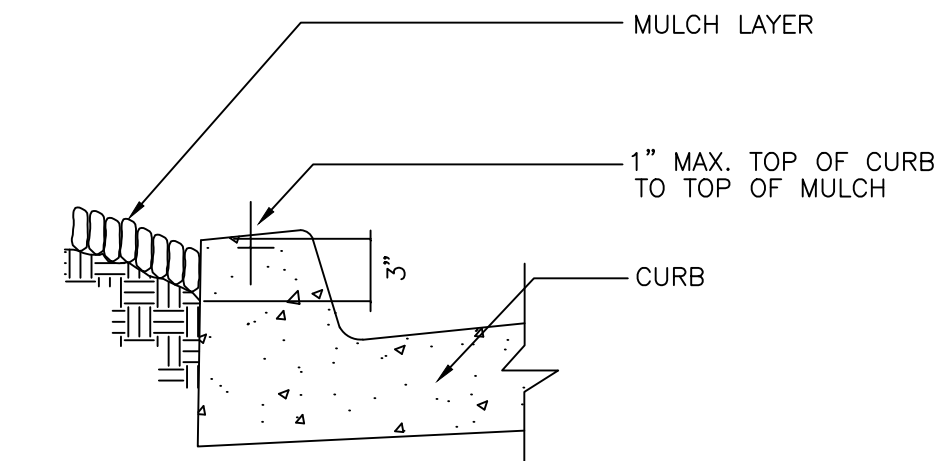 MULCH LAYER
1” MAX. TOP OF CURB
TO TOP OF MULCH
3”
CURB